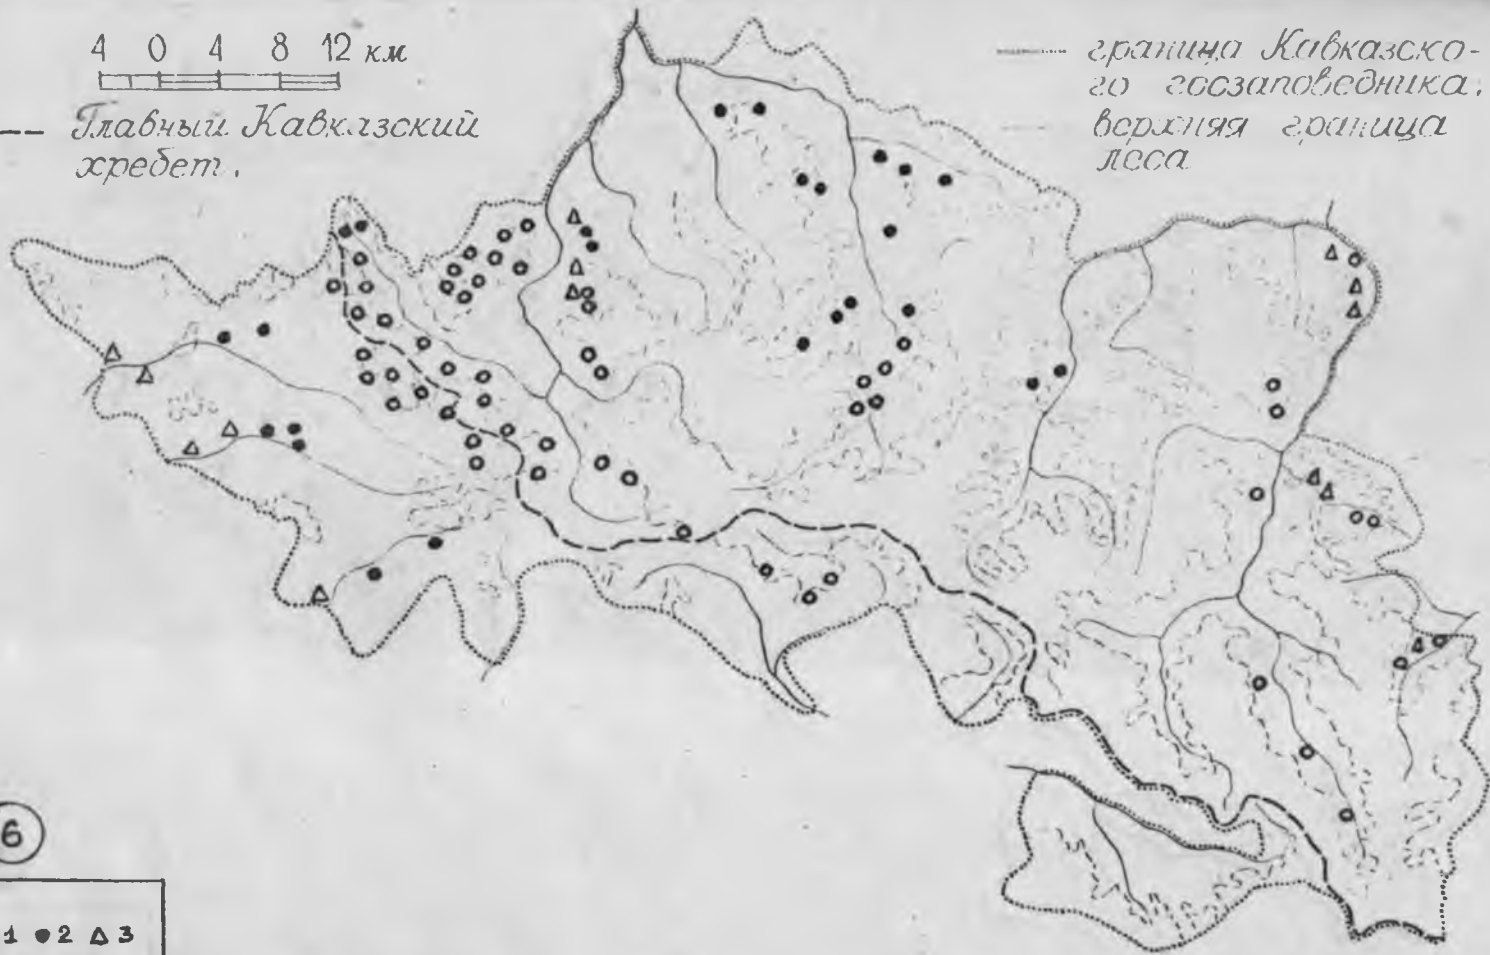 4 0 4 8 12 км
Главный Кавказский
хребет.
граница Кавказско-
го госзаповедника.
верхняя граница
леса
6
1 2 3